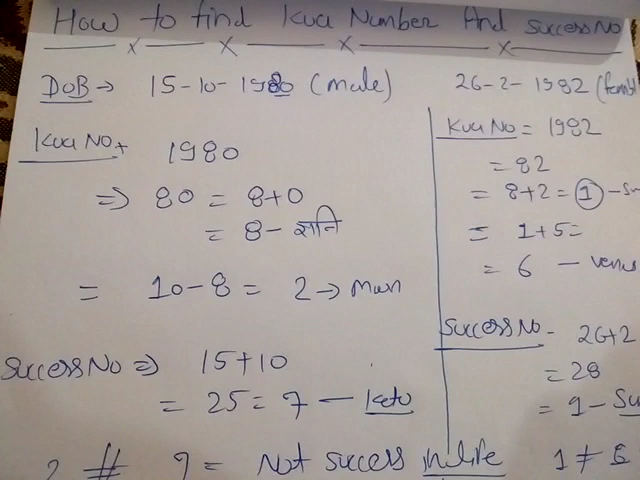 How to find Kua Number And Success No
DOB → 15-10-1980 (male)
Kua No →
1980
⇒ 80 = 8+0
= 8 - शनि
= 10-8 = 2 → Moon
Success No ⇒ 15+10
= 25 = 7 — Ketu
2 # 7 = Not success in life
26-2-1982
Kua No = 1982
= 82
= 8+2 = 1 - Su
= 1+5 =
= 6 - venus
Success No - 26+2
= 28
= 1 - Su
1 ≠ 6